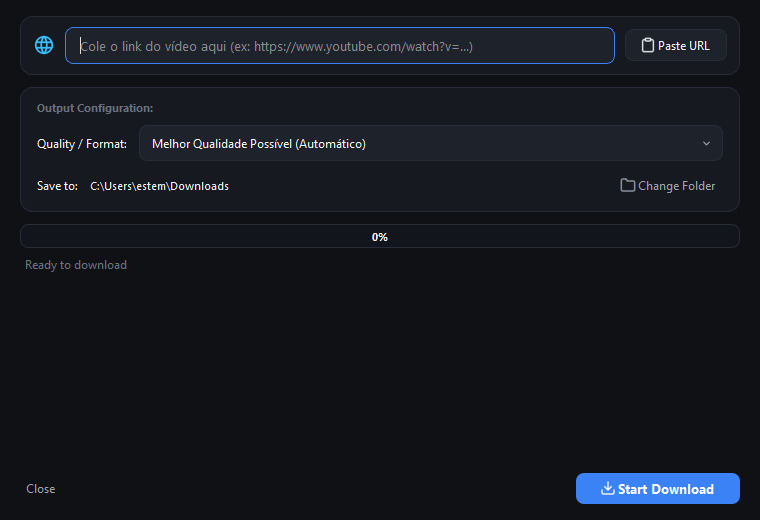 Cole o link do vídeo aqui (ex: https://www.youtube.com/watch?v=...)
Paste URL
Output Configuration:
Quality / Format:
Melhor Qualidade Possível (Automático)
Save to:
C:\Users\estem\Downloads
Change Folder
0%
Ready to download
Close
Start Download